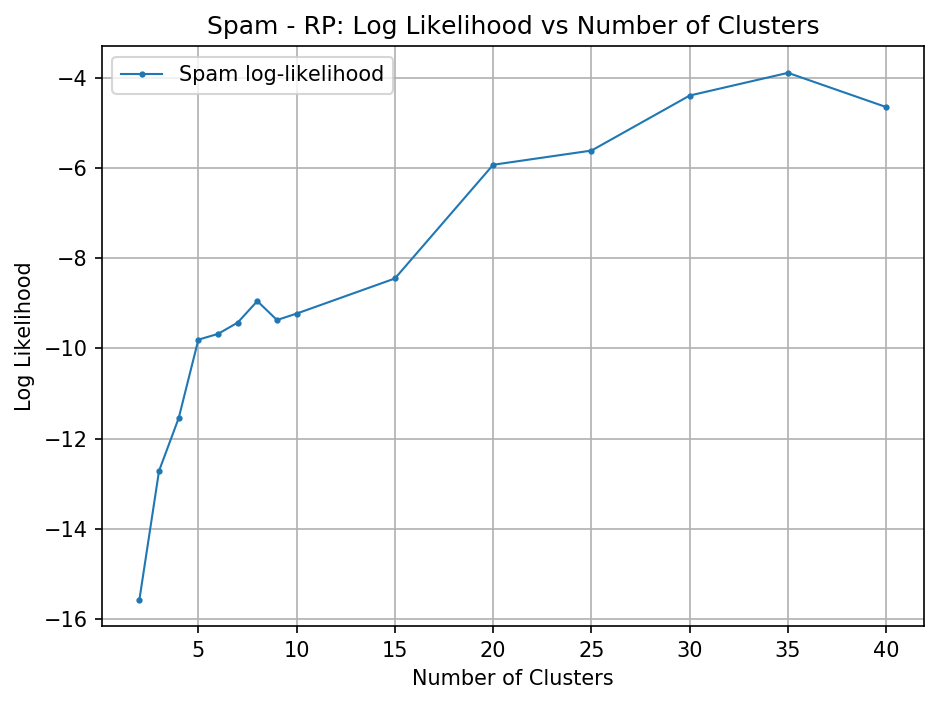 Spam - RP: Log Likelihood vs Number of Clusters
Spam log-likelihood
Log Likelihood
−4
−6
−8
−10
−12
−14
−16
5 10 15 20 25 30 35 40
Number of Clusters